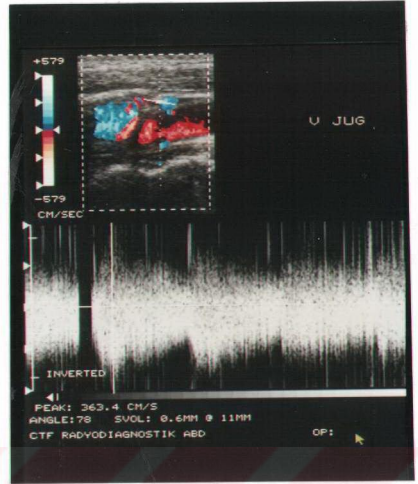 +579
V JUG
-579
CM/SEC
INVERTED
PEAK: 363.4 CM/S
ANGLE:78 SVOL: 0.6MM @ 11MM
CTF RADYODIAGNOSTIK ABD
OP: